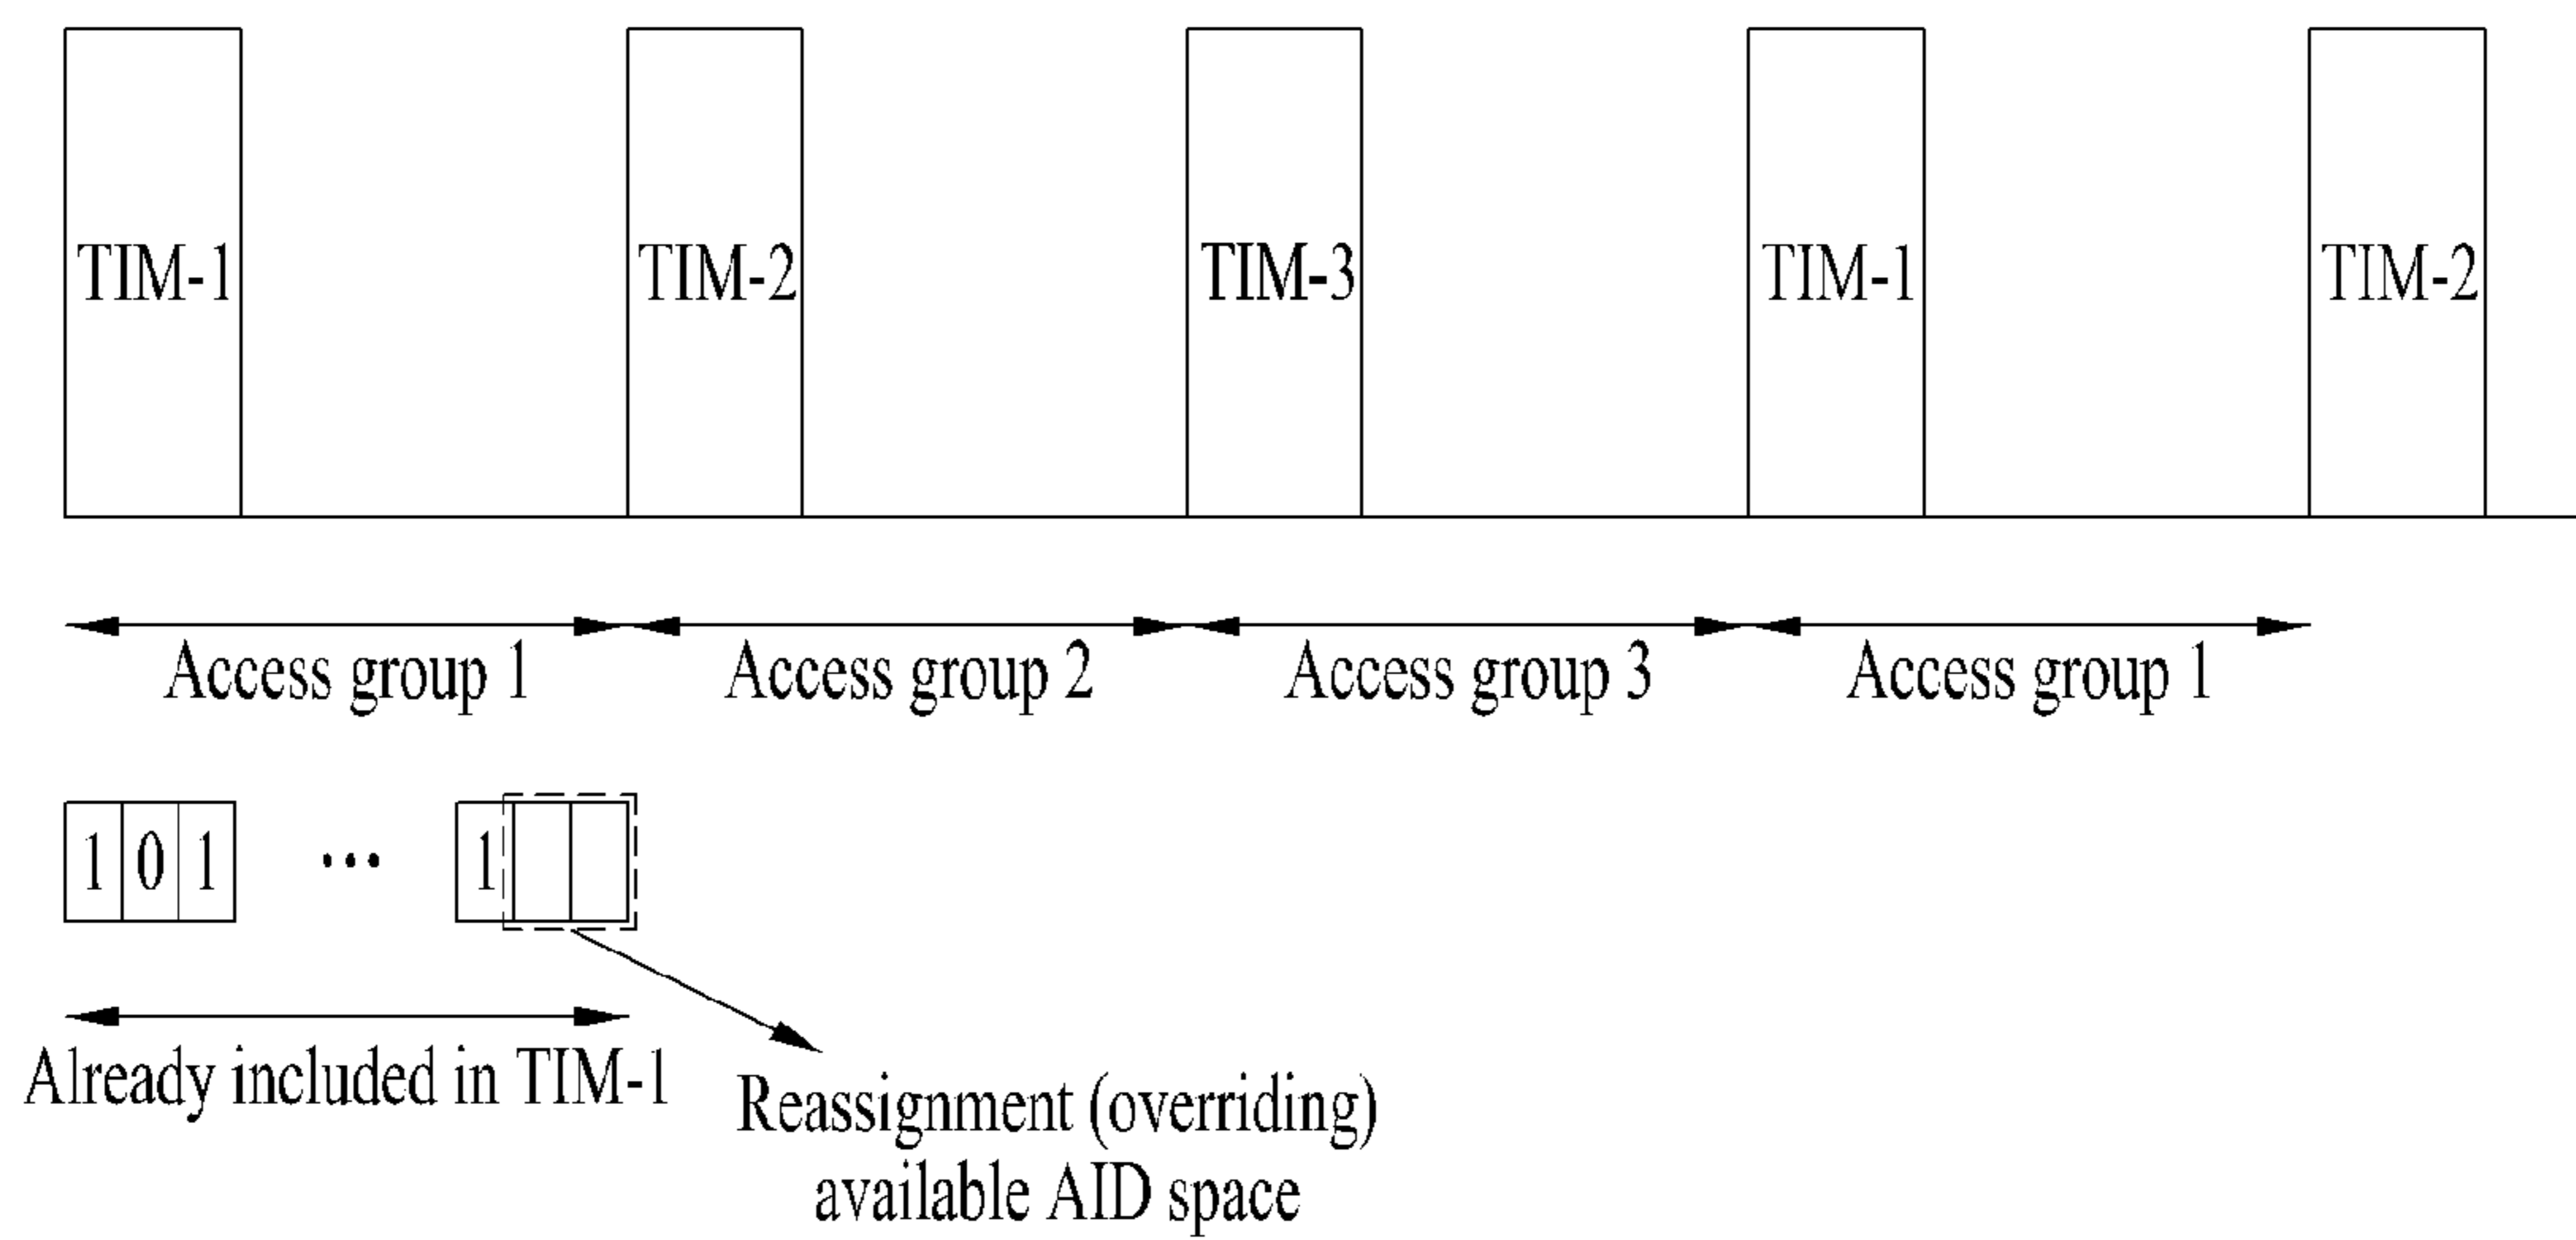 TIM-1 TIM-2 TIM-3 TIM-1 TIM-2
Access group 1 Access group 2 Access group 3 Access group 1
1 0 1 ... 1
Already included in TIM-1
Reassignment (overriding)
available AID space